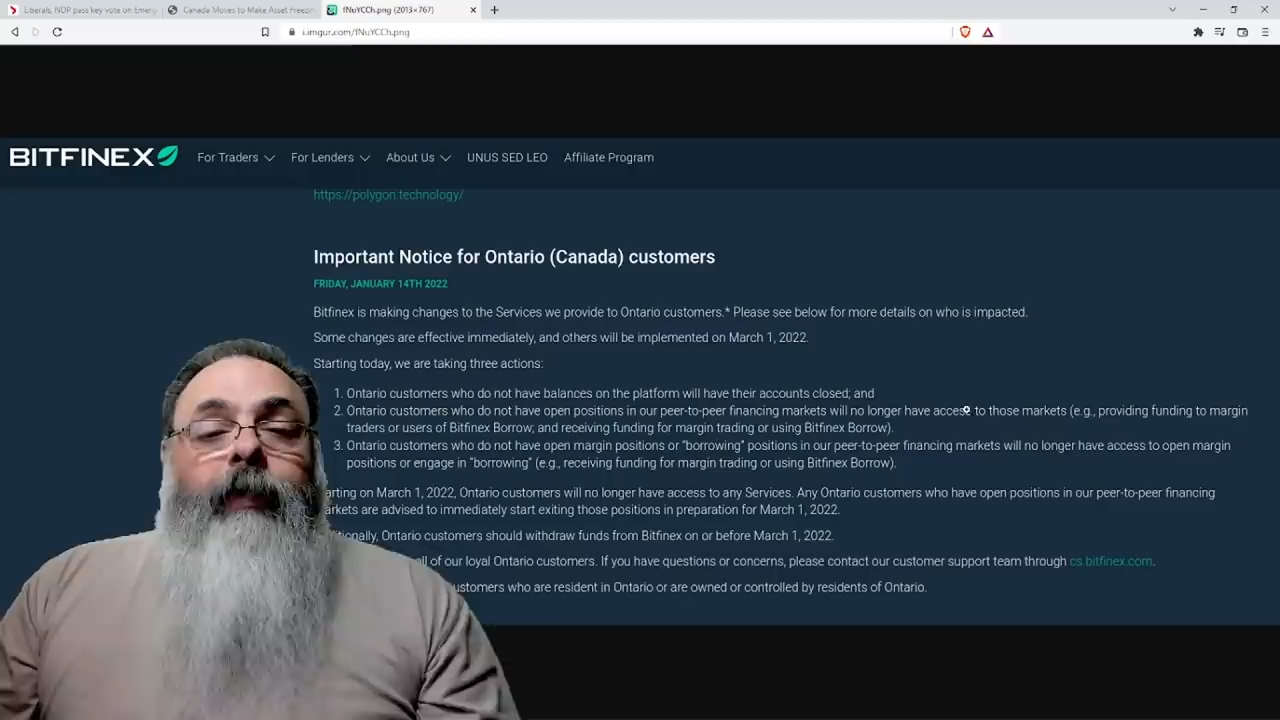 Liberals, NDP pass key vote on Emerg
Canada Moves to Make Asset Freezin
fNuYCCh.png (2013×767)
i.imgur.com/fNuYCCh.png
BITFINEX For Traders For Lenders About Us UNUS SED LEO Affiliate Program
https://polygon.technology/
Important Notice for Ontario (Canada) customers
FRIDAY, JANUARY 14TH 2022
Bitfinex is making changes to the Services we provide to Ontario customers.* Please see below for more details on who is impacted.
Some changes are effective immediately, and others will be implemented on March 1, 2022.
Starting today, we are taking three actions:
1. Ontario customers who do not have balances on the platform will have their accounts closed; and
2. Ontario customers who do not have open positions in our peer-to-peer financing markets will no longer have access to those markets (e.g., providing funding to margin
traders or users of Bitfinex Borrow; and receiving funding for margin trading or using Bitfinex Borrow).
3. Ontario customers who do not have open margin positions or "borrowing" positions in our peer-to-peer financing markets will no longer have access to open margin
positions or engage in "borrowing" (e.g., receiving funding for margin trading or using Bitfinex Borrow).
arting on March 1, 2022, Ontario customers will no longer have access to any Services. Any Ontario customers who have open positions in our peer-to-peer financing
arkets are advised to immediately start exiting those positions in preparation for March 1, 2022.
itionally, Ontario customers should withdraw funds from Bitfinex on or before March 1, 2022.
all of our loyal Ontario customers. If you have questions or concerns, please contact our customer support team through cs.bitfinex.com.
ustomers who are resident in Ontario or are owned or controlled by residents of Ontario.